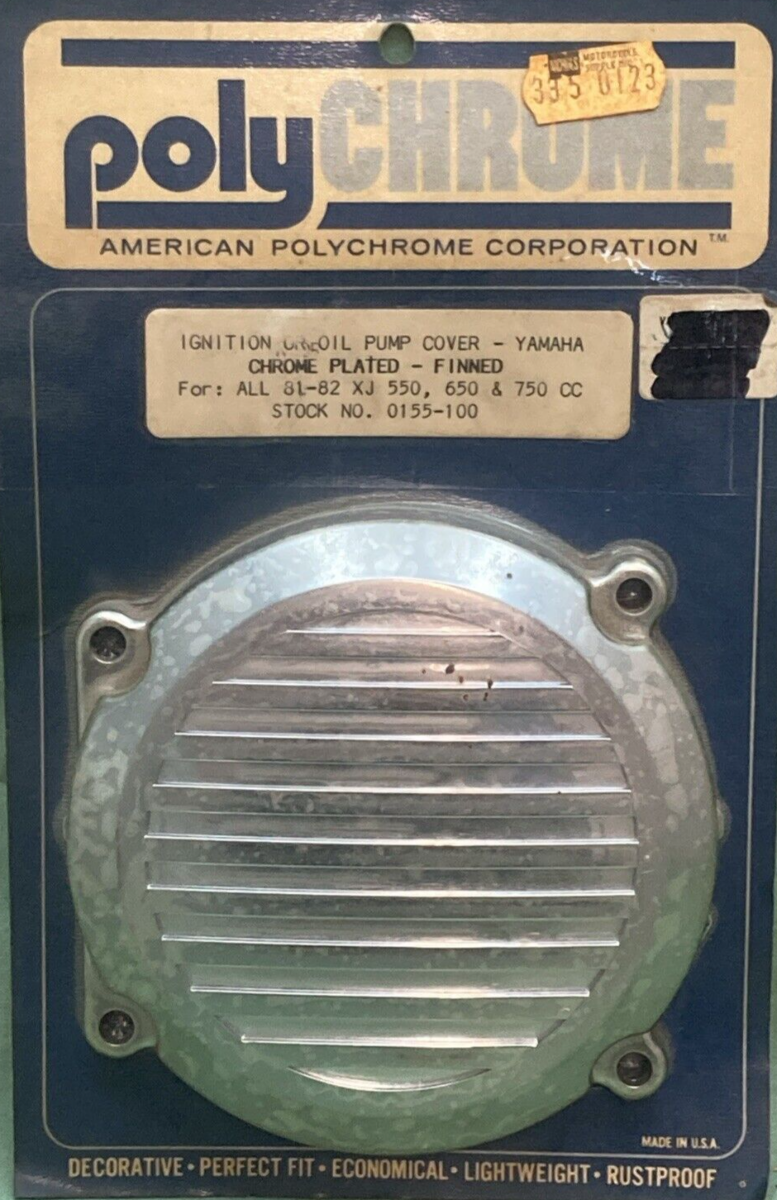 polyCHROME
335 0123
AMERICAN POLYCHROME CORPORATION T.M.
IGNITION OR OIL PUMP COVER - YAMAHA
CHROME PLATED - FINNED
For: ALL 81-82 XJ 550, 650 & 750 CC
STOCK NO. 0155-100
MADE IN U.S.A.
DECORATIVE • PERFECT FIT • ECONOMICAL • LIGHTWEIGHT • RUSTPROOF